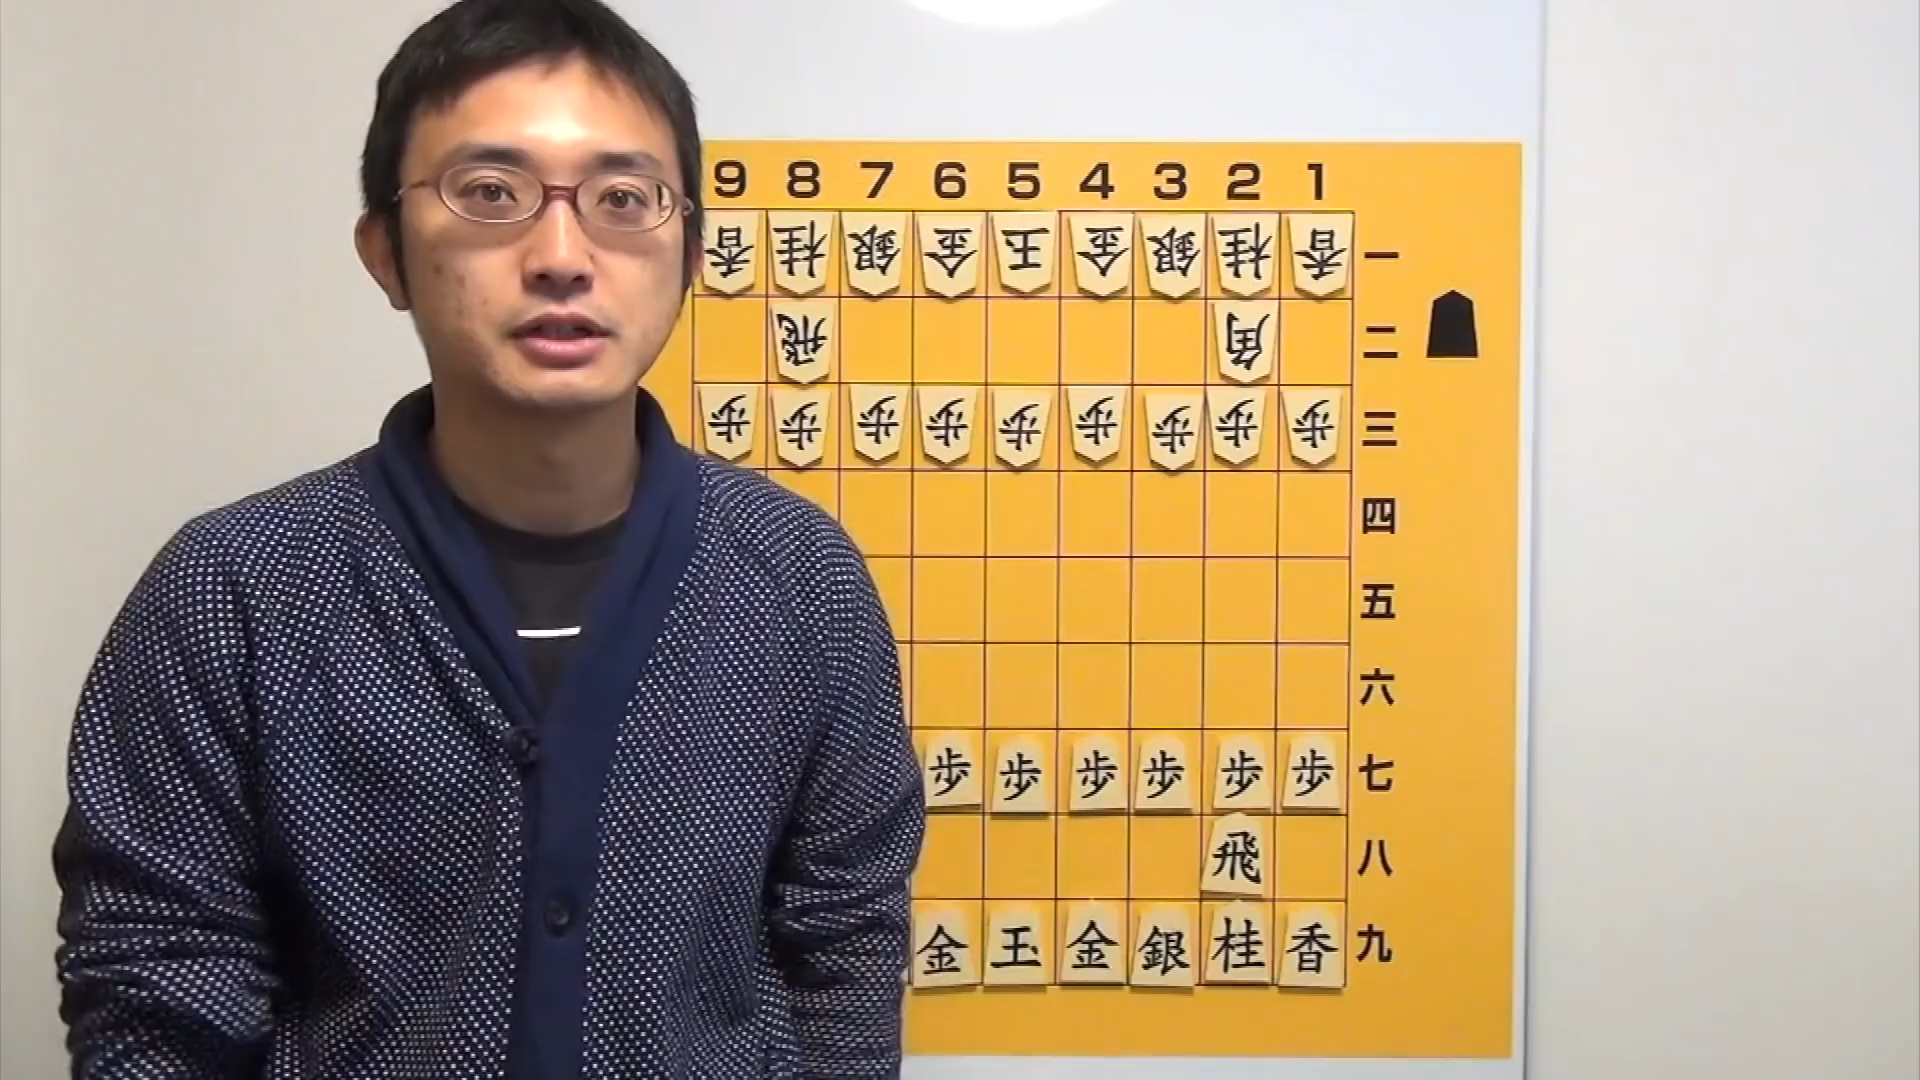 9 8 7 6 5 4 3 2 1
香 桂 銀 金 玉 金 銀 桂 香 一
飛 角 二
歩 歩 歩 歩 歩 歩 歩 歩 歩 三
四
五
六
歩 歩 歩 歩 歩 歩 七
飛 八
金 玉 金 銀 桂 香 九